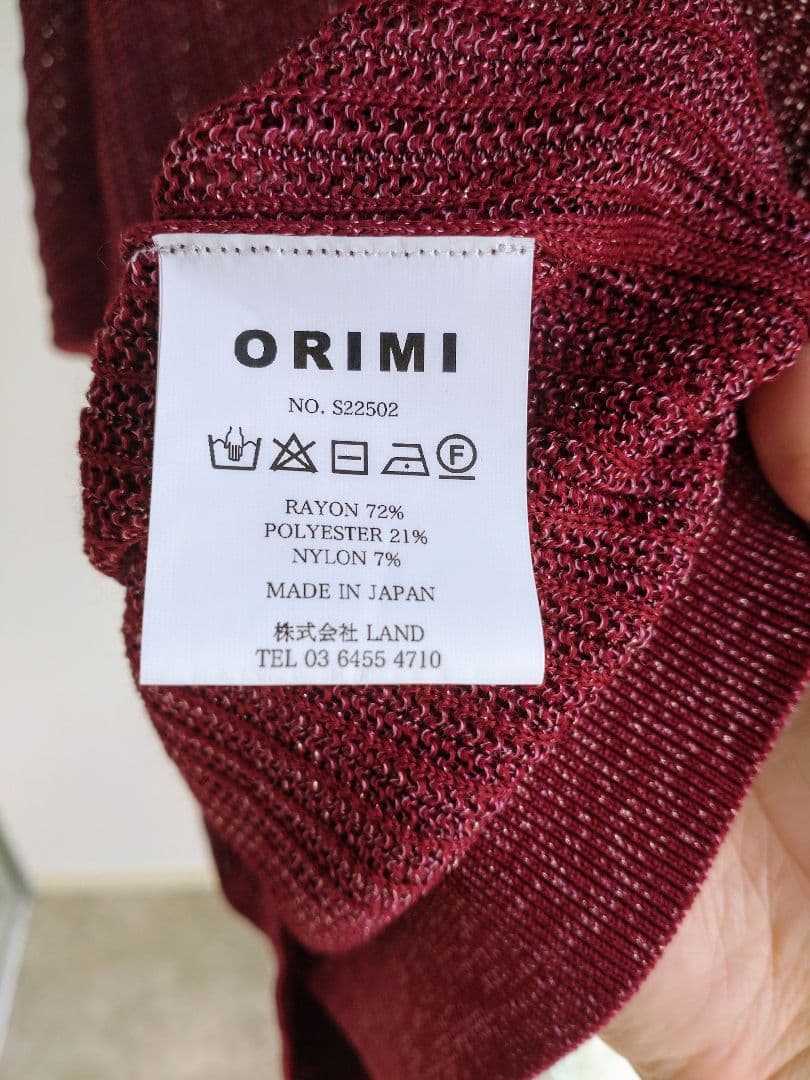 ORIMI
NO. S22502
F
RAYON 72%
POLYESTER 21%
NYLON 7%
MADE IN JAPAN
株式会社 LAND
TEL 03 6455 4710